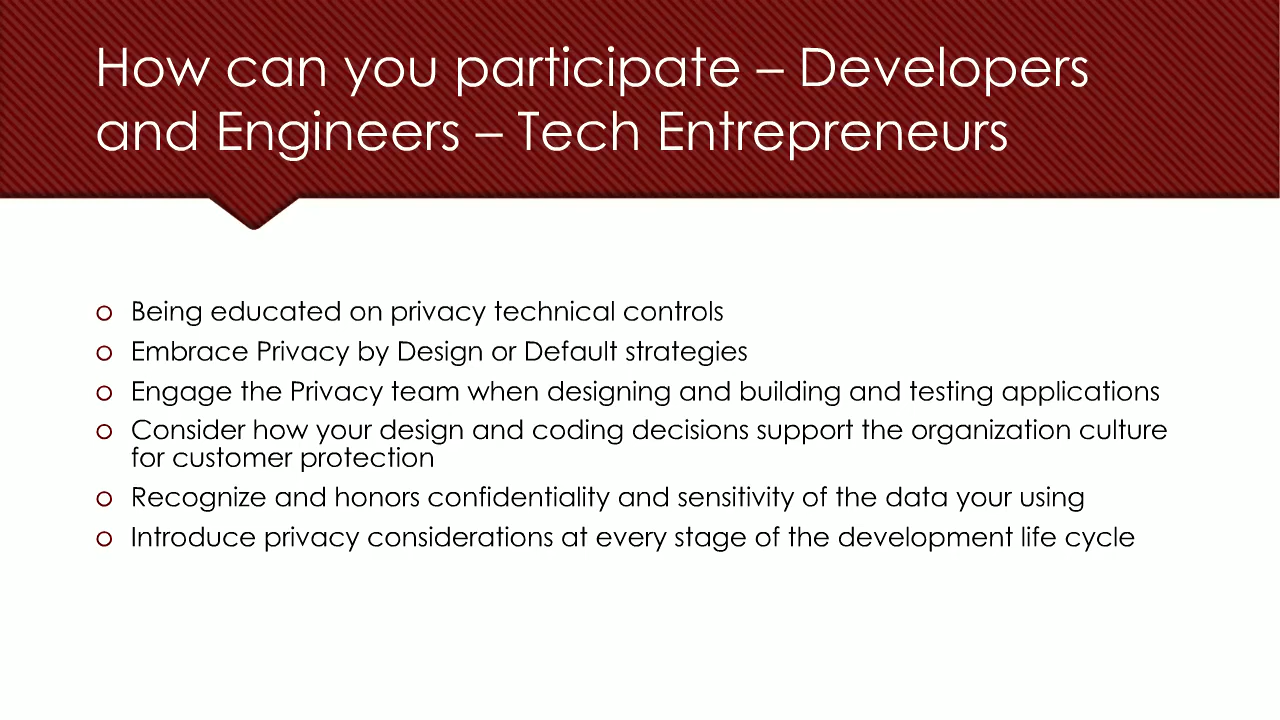 How can you participate – Developers
and Engineers – Tech Entrepreneurs
Being educated on privacy technical controls
Embrace Privacy by Design or Default strategies
Engage the Privacy team when designing and building and testing applications
Consider how your design and coding decisions support the organization culture
for customer protection
Recognize and honors confidentiality and sensitivity of the data your using
Introduce privacy considerations at every stage of the development life cycle